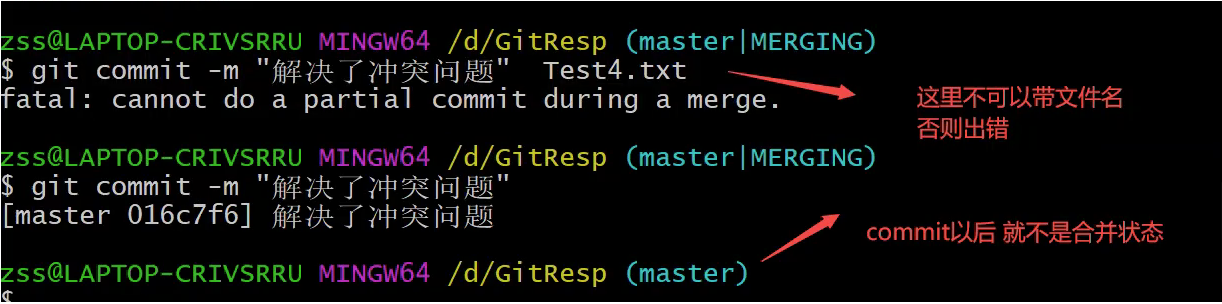 zss@LAPTOP-CRIVSRRU MINGW64 /d/GitResp (master|MERGING)
$ git commit -m "解决了冲突问题"  Test4.txt
fatal: cannot do a partial commit during a merge.
这里不可以带文件名
否则出错
zss@LAPTOP-CRIVSRRU MINGW64 /d/GitResp (master|MERGING)
$ git commit -m "解决了冲突问题"
[master 016c7f6] 解决了冲突问题
commit以后 就不是合并状态
zss@LAPTOP-CRIVSRRU MINGW64 /d/GitResp (master)
$